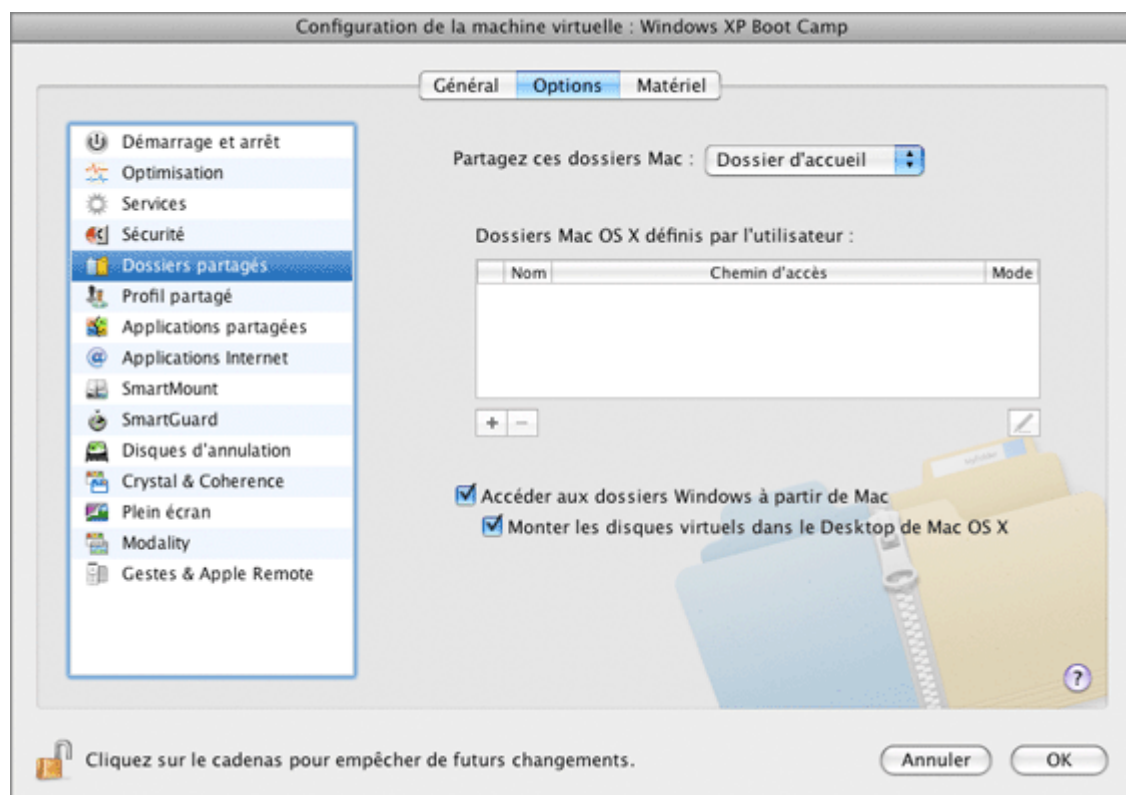 Configuration de la machine virtuelle : Windows XP Boot Camp
Général Options Matériel
Démarrage et arrêt
Optimisation
Services
Sécurité
Dossiers partagés
Profil partagé
Applications partagées
Applications Internet
SmartMount
SmartGuard
Disques d'annulation
Crystal & Coherence
Plein écran
Modality
Gestes & Apple Remote
Partagez ces dossiers Mac : Dossier d'accueil
Dossiers Mac OS X définis par l'utilisateur :
Nom Chemin d'accès Mode
+ −
Accéder aux dossiers Windows à partir de Mac
Monter les disques virtuels dans le Desktop de Mac OS X
?
Cliquez sur le cadenas pour empêcher de futurs changements.
Annuler OK